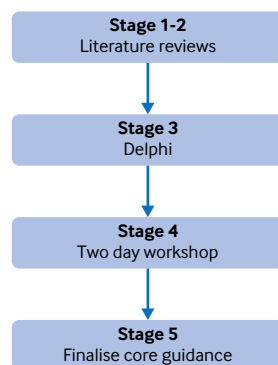 Stage 1-2
Literature reviews
Stage 3
Delphi
Stage 4
Two day workshop
Stage 5
Finalise core guidance